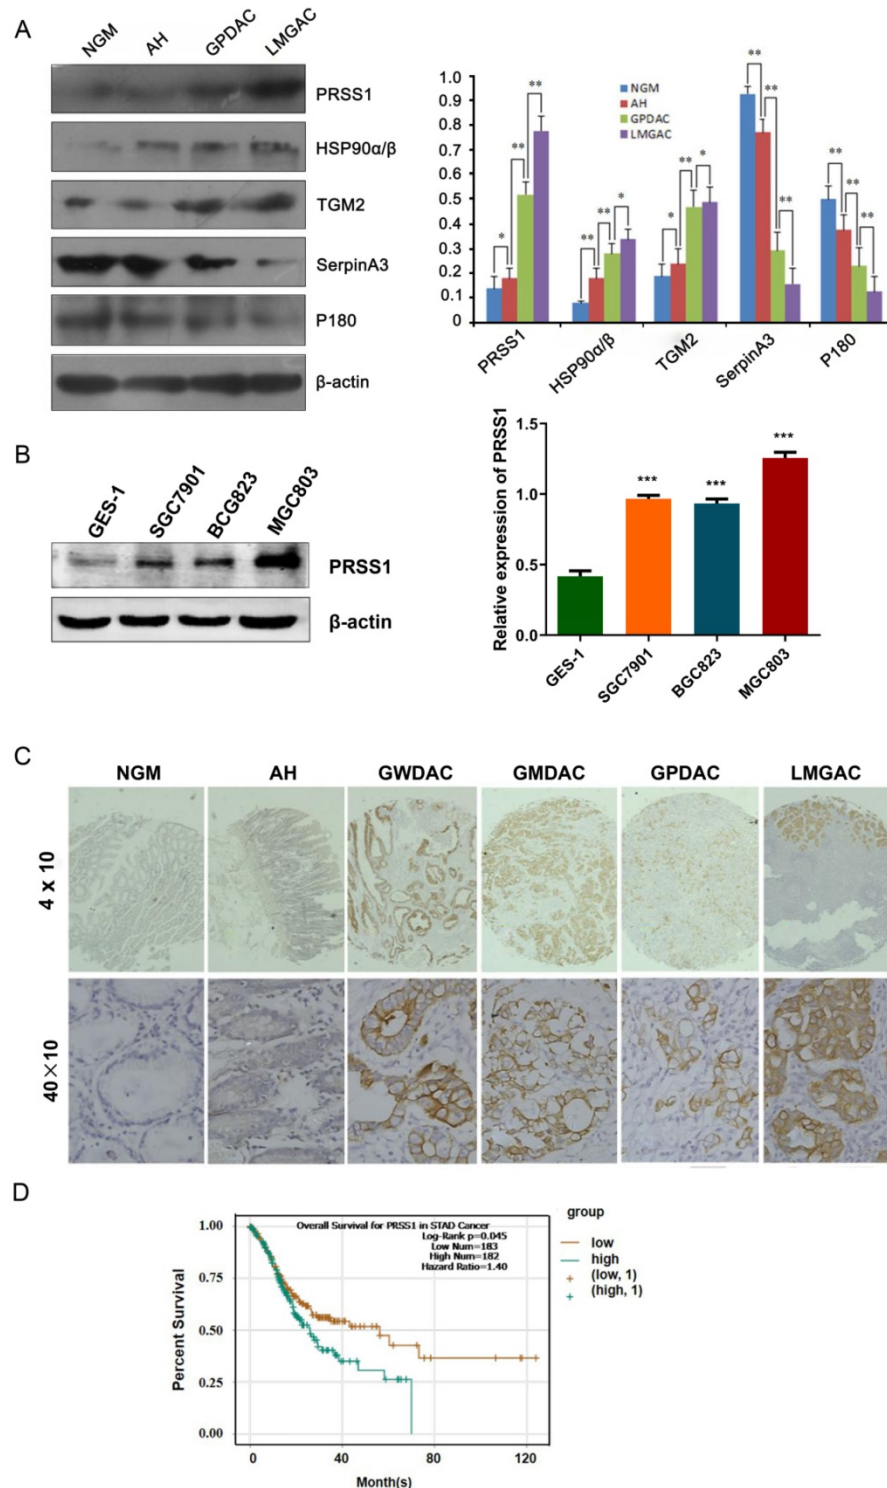 A
NGM AH GPDAC LMGAC
PRSS1
HSP90α/β
TGM2
SerpinA3
P180
β-actin
1.0
0.9
0.8
0.7
0.6
0.5
0.4
0.3
0.2
0.1
0
NGM
AH
GPDAC
LMGAC
* ** **
** ** *
* ** *
** ** **
** ** **
PRSS1 HSP90α/β TGM2 SerpinA3 P180
B
GES-1 SGC7901 BCG823 MGC803
PRSS1
β-actin
Relative expression of PRSS1
1.5
1.0
0.5
0.0
*** *** ***
GES-1 SGC7901 BGC823 MGC803
C
NGM AH GWDAC GMDAC GPDAC LMGAC
4 x 10
40×10
D
Overall Survival for PRSS1 in STAD Cancer
Log-Rank p=0.045
Low Num=183
High Num=182
Hazard Ratio=1.40
Percent Survival
1.00
0.75
0.50
0.25
0.00
0 40 80 120
Month(s)
group
low
high
(low, 1)
(high, 1)